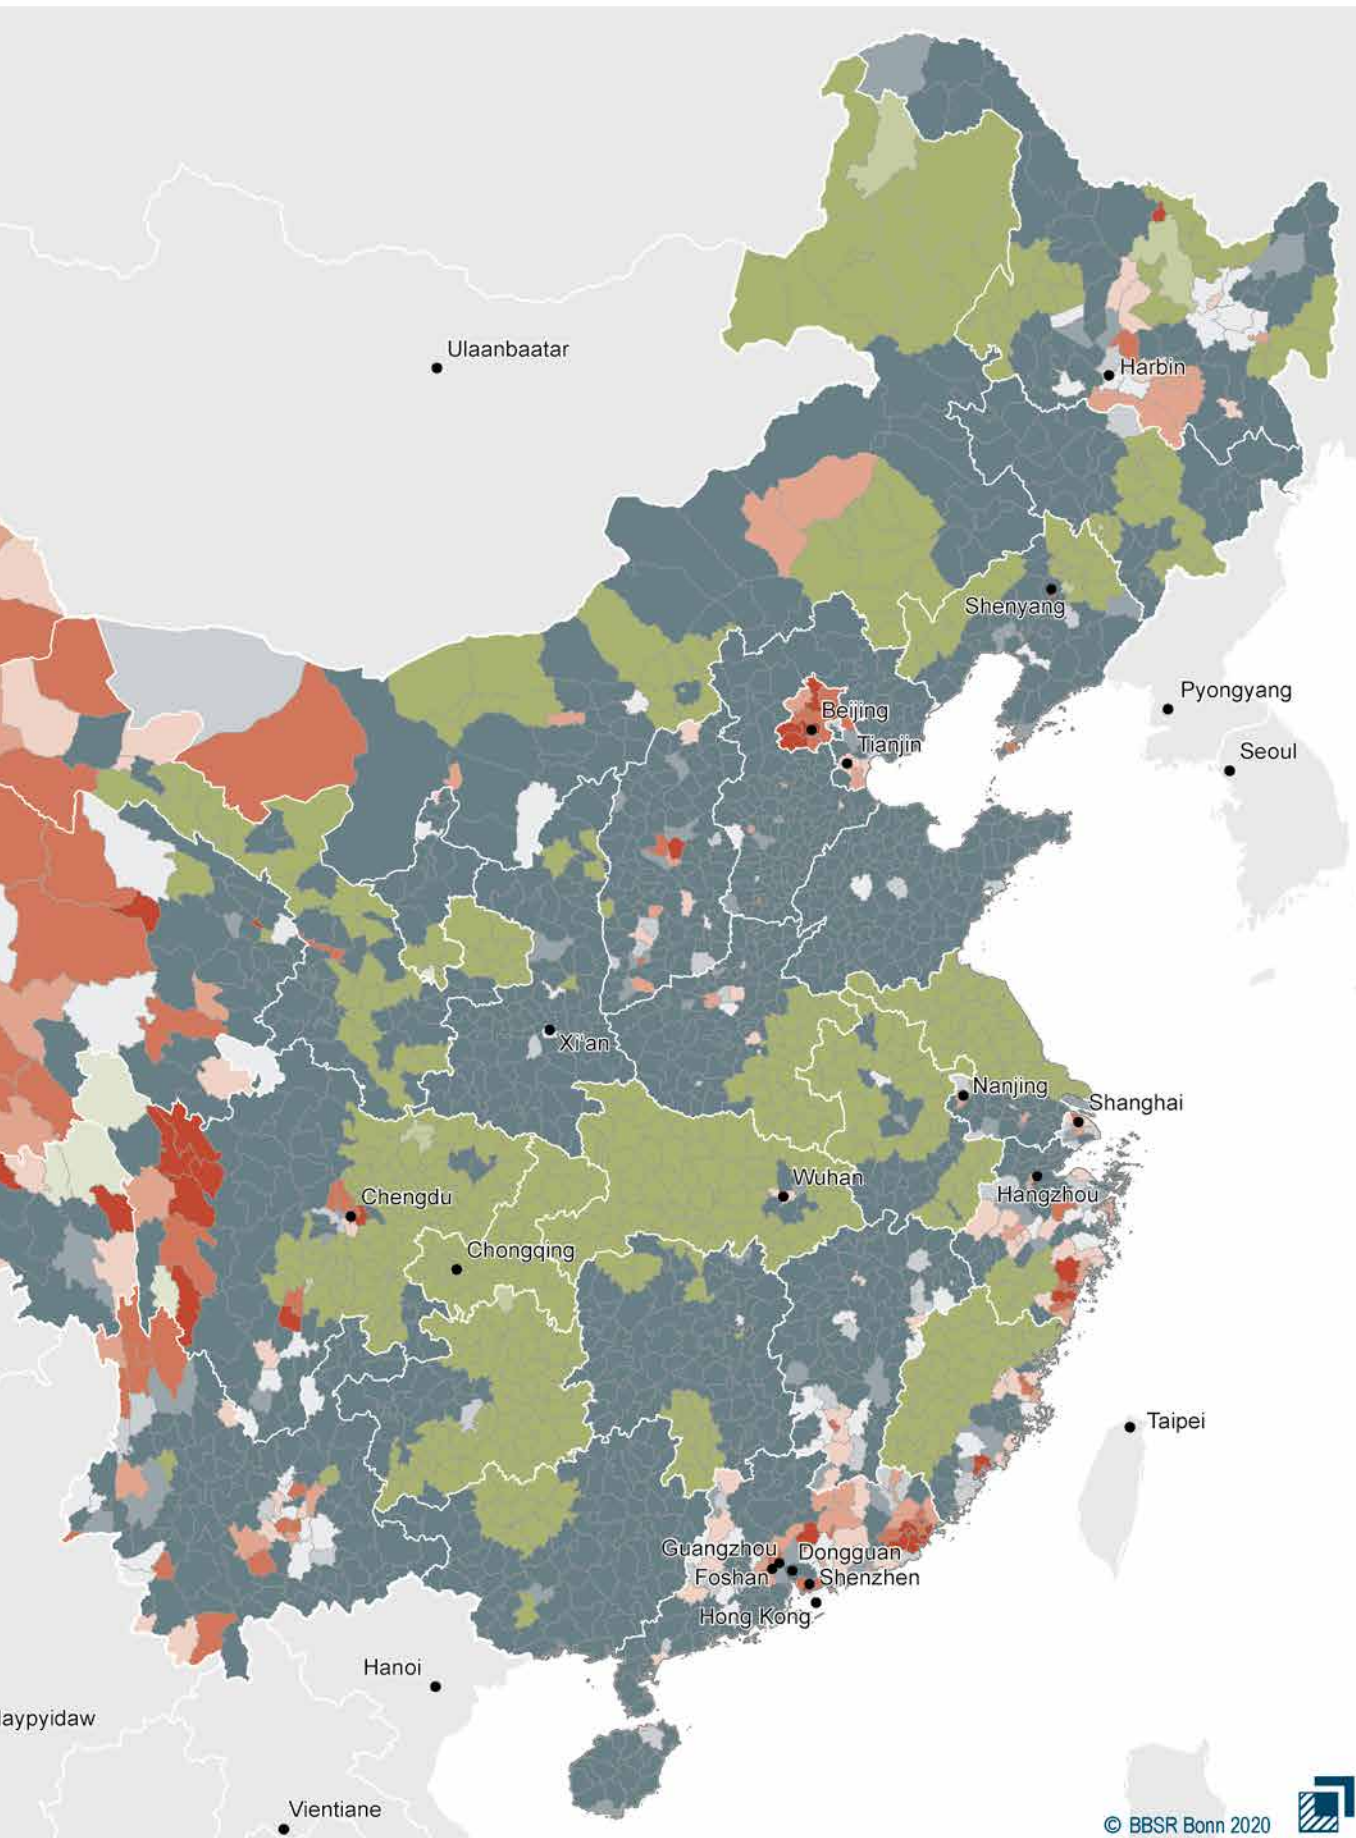 Ulaanbaatar
Harbin
Shenyang
Pyongyang
Beijing
Tianjin
Seoul
Xi'an
Nanjing
Shanghai
Wuhan
Hangzhou
Chengdu
Chongqing
Taipei
Guangzhou
Dongguan
Foshan
Shenzhen
Hong Kong
Hanoi
laypyidaw
Vientiane
© BBSR Bonn 2020